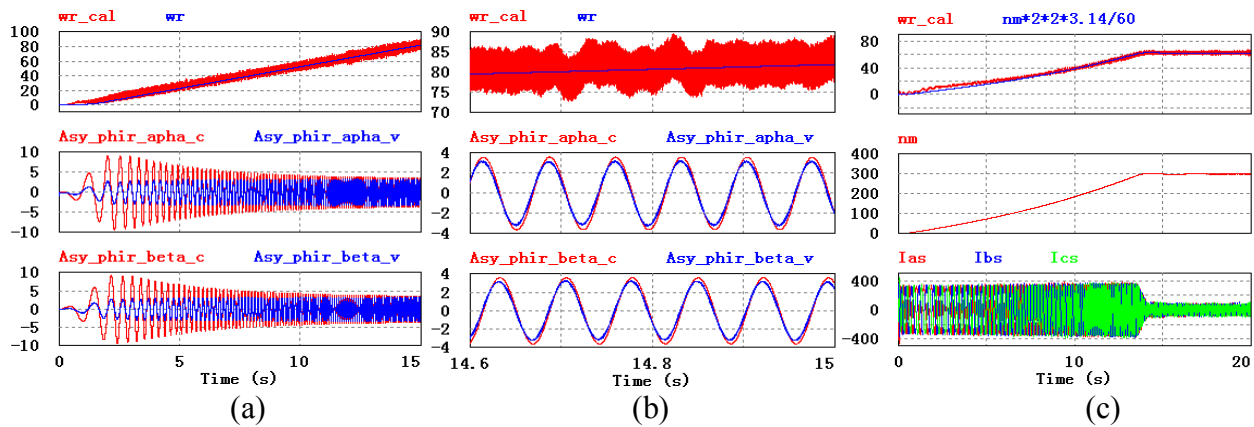 wr_cal wr
100
80
60
40
20
0
Asy_phir_apha_c Asy_phir_apha_v
10
5
0
-5
-10
Asy_phir_beta_c Asy_phir_beta_v
10
5
0
-5
-10
0 5 10 15
Time (s)
(a)
wr_cal wr
90
85
80
75
70
Asy_phir_apha_c Asy_phir_apha_v
4
2
0
-2
-4
Asy_phir_beta_c Asy_phir_beta_v
4
2
0
-2
-4
14.6 14.8 15
Time (s)
(b)
wr_cal nm*2*2*3.14/60
80
40
0
nm
400
300
200
100
0
Ias Ibs Ics
400
0
-400
0 10 20
Time (s)
(c)